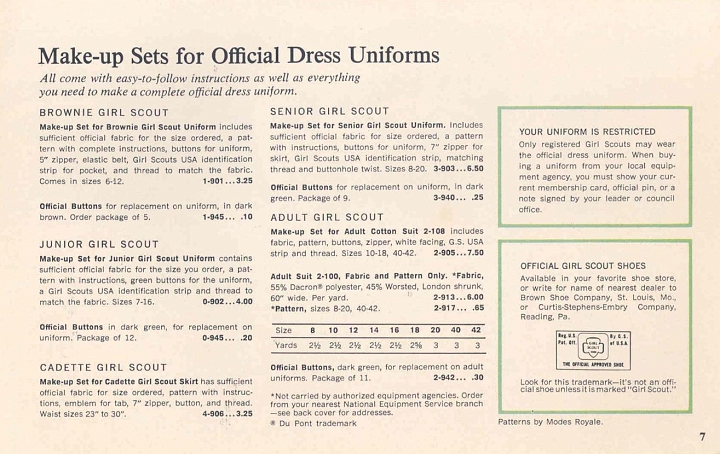 Make-up Sets for Official Dress Uniforms
All come with easy-to-follow instructions as well as everything
you need to make a complete official dress uniform.
BROWNIE GIRL SCOUT
Make-up Set for Brownie Girl Scout Uniform includes
sufficient official fabric for the size ordered, a pat-
tern with complete instructions, buttons for uniform,
5" zipper, elastic belt, Girl Scouts USA identification
strip for pocket, and thread to match the fabric.
Comes in sizes 6-12. 1-901...3.25
Official Buttons for replacement on uniform, in dark
brown. Order package of 5. 1-945... .10
JUNIOR GIRL SCOUT
Make-up Set for Junior Girl Scout Uniform contains
sufficient official fabric for the size you order, a pat-
tern with instructions, green buttons for the uniform,
a Girl Scouts USA identification strip and thread to
match the fabric. Sizes 7-16. 0-902...4.00
Official Buttons in dark green, for replacement on
uniform. Package of 12. 0-945... .20
CADETTE GIRL SCOUT
Make-up Set for Cadette Girl Scout Skirt has sufficient
official fabric for size ordered, pattern with instruc-
tions, emblem for tab, 7" zipper, button, and thread.
Waist sizes 23" to 30". 4-906...3.25
SENIOR GIRL SCOUT
Make-up Set for Senior Girl Scout Uniform. Includes
sufficient official fabric for size ordered, a pattern
with instructions, buttons for uniform, 7" zipper for
skirt, Girl Scouts USA identification strip, matching
thread and buttonhole twist. Sizes 8-20. 3-903...6.50
Official Buttons for replacement on uniform, in dark
green. Package of 9. 3-940... .25
ADULT GIRL SCOUT
Make-up Set for Adult Cotton Suit 2-108 includes
fabric, pattern, buttons, zipper, white facing, G.S. USA
strip and thread. Sizes 10-18, 40-42. 2-905...7.50
Adult Suit 2-100, Fabric and Pattern Only. *Fabric,
55% Dacron® polyester, 45% Worsted, London shrunk,
60" wide. Per yard. 2-913...6.00
*Pattern, sizes 8-20, 40-42. 2-917... .65
Size 8 10 12 14 16 18 20 40 42
Yards 2½ 2½ 2½ 2½ 2½ 2⅝ 3 3 3
Official Buttons, dark green, for replacement on adult
uniforms. Package of 11. 2-942... .30
*Not carried by authorized equipment agencies. Order
from your nearest National Equipment Service branch
—see back cover for addresses.
® Du Pont trademark
YOUR UNIFORM IS RESTRICTED
Only registered Girl Scouts may wear
the official dress uniform. When buy-
ing a uniform from your local equip-
ment agency, you must show your cur-
rent membership card, official pin, or a
note signed by your leader or council
office.
OFFICIAL GIRL SCOUT SHOES
Available in your favorite shoe store,
or write for name of nearest dealer to
Brown Shoe Company, St. Louis, Mo.,
or Curtis-Stephens-Embry Company,
Reading, Pa.
Reg. U.S. Pat. Off.
GIRL SCOUT
By G.S. of U.S.A.
THE OFFICIAL APPROVED SHOE
Look for this trademark—it's not an offi-
cial shoe unless it is marked "Girl Scout."
Patterns by Modes Royale.
7